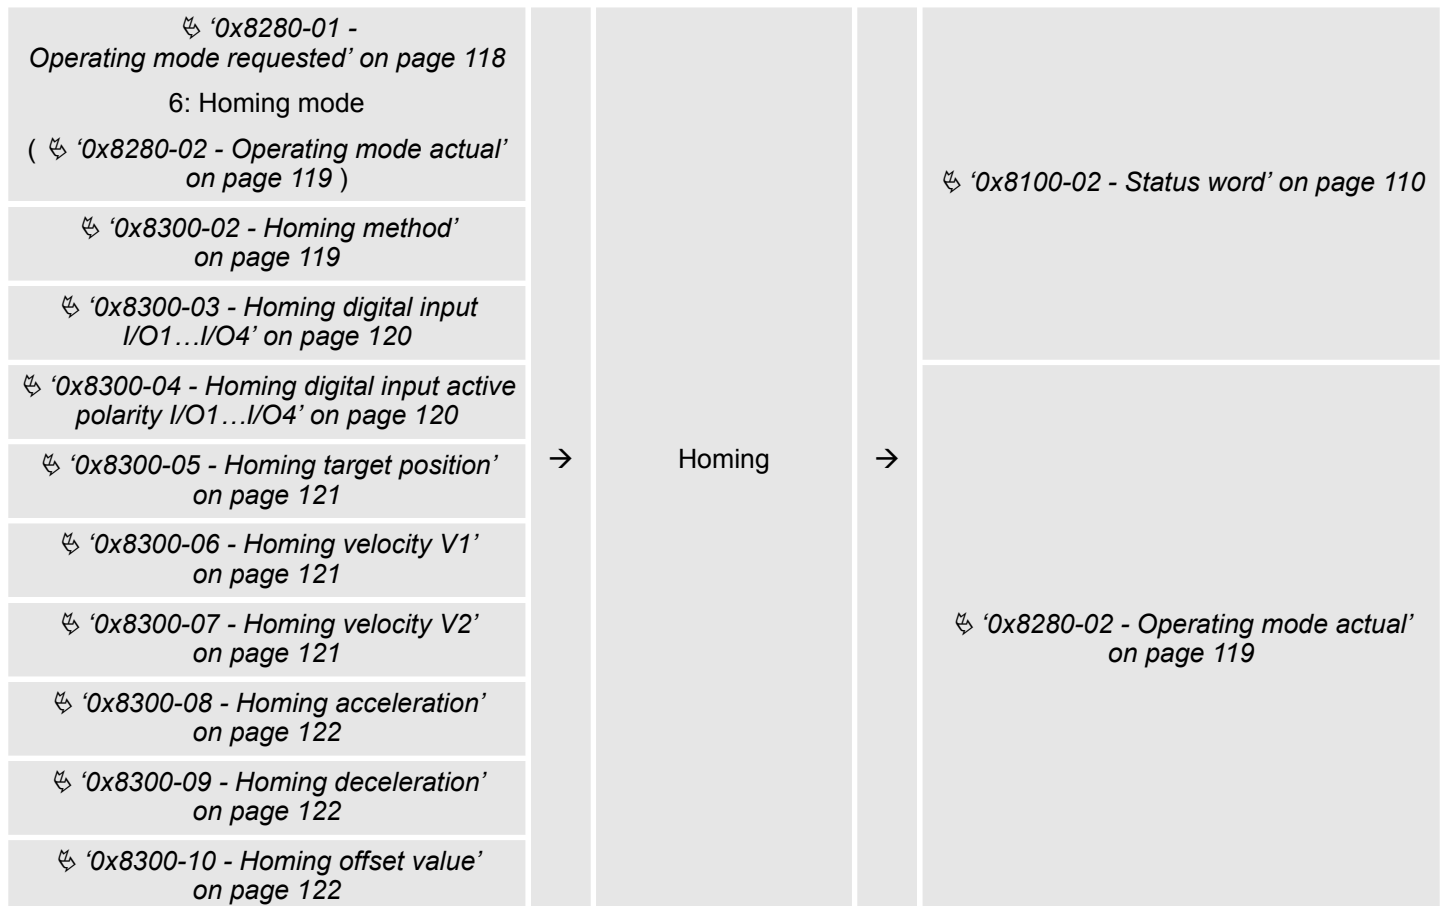 ↳ ‘0x8280-01 -
Operating mode requested’ on page 118
6: Homing mode
( ↳ ‘0x8280-02 - Operating mode actual’
on page 119 )
↳ ‘0x8300-02 - Homing method’
on page 119
↳ ‘0x8300-03 - Homing digital input
I/O1…I/O4’ on page 120
↳ ‘0x8300-04 - Homing digital input active
polarity I/O1…I/O4’ on page 120
↳ ‘0x8300-05 - Homing target position’
on page 121
↳ ‘0x8300-06 - Homing velocity V1’
on page 121
↳ ‘0x8300-07 - Homing velocity V2’
on page 121
↳ ‘0x8300-08 - Homing acceleration’
on page 122
↳ ‘0x8300-09 - Homing deceleration’
on page 122
↳ ‘0x8300-10 - Homing offset value’
on page 122
→
Homing
→
↳ ‘0x8100-02 - Status word’ on page 110
↳ ‘0x8280-02 - Operating mode actual’
on page 119